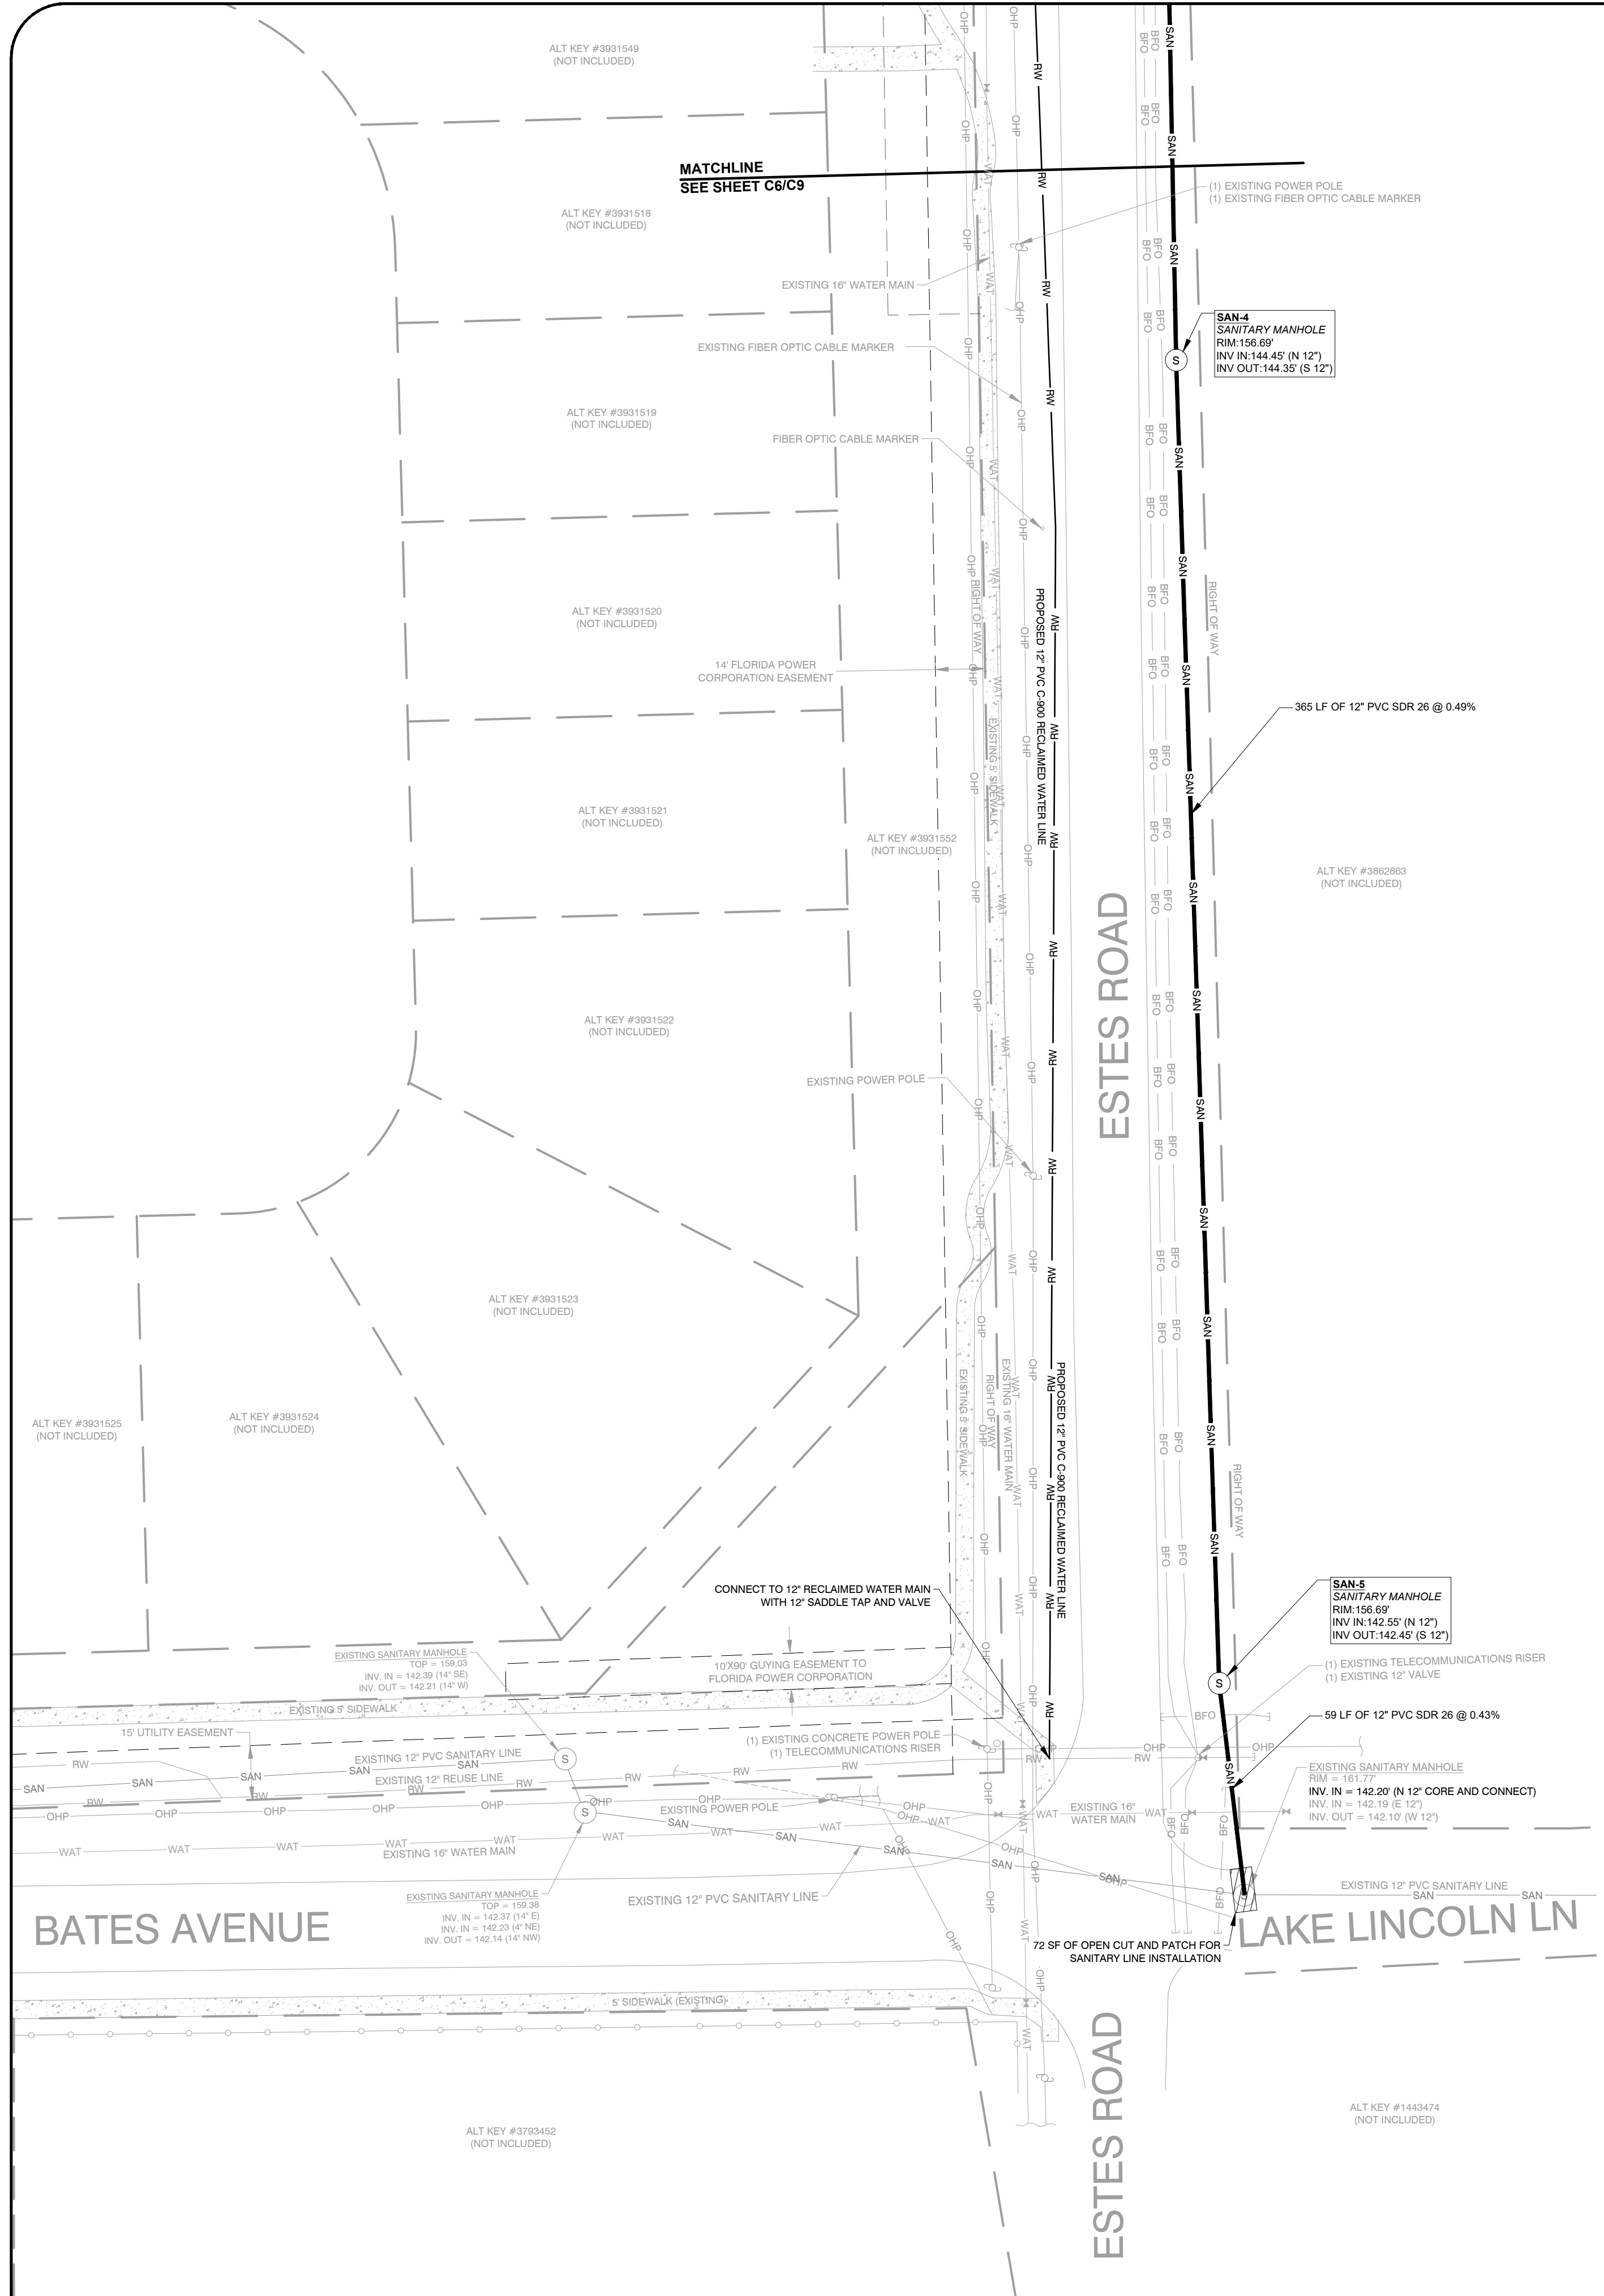 ALT KEY #3931549
(NOT INCLUDED)
MATCHLINE
SEE SHEET C6/C9
(1) EXISTING POWER POLE
(1) EXISTING FIBER OPTIC CABLE MARKER
ALT KEY #3931518
(NOT INCLUDED)
EXISTING 16" WATER MAIN
SAN-4
SANITARY MANHOLE
RIM:156.69'
INV IN:144.45' (N 12")
INV OUT:144.35' (S 12")
S
EXISTING FIBER OPTIC CABLE MARKER
ALT KEY #3931519
(NOT INCLUDED)
FIBER OPTIC CABLE MARKER
RIGHT OF WAY
RIGHT OF WAY
PROPOSED 12" PVC C-900 RECLAIMED WATER LINE
ALT KEY #3931520
(NOT INCLUDED)
14' FLORIDA POWER
CORPORATION EASEMENT
365 LF OF 12" PVC SDR 26 @ 0.49%
EXISTING 5' SIDEWALK
ALT KEY #3931521
(NOT INCLUDED)
ALT KEY #3931552
(NOT INCLUDED)
ALT KEY #3862863
(NOT INCLUDED)
ESTES ROAD
ALT KEY #3931522
(NOT INCLUDED)
EXISTING POWER POLE
ALT KEY #3931523
(NOT INCLUDED)
ALT KEY #3931525
(NOT INCLUDED)
ALT KEY #3931524
(NOT INCLUDED)
EXISTING 5' SIDEWALK
RIGHT OF WAY
EXISTING 16" WATER MAIN
PROPOSED 12" PVC C-900 RECLAIMED WATER LINE
RIGHT OF WAY
CONNECT TO 12" RECLAIMED WATER MAIN
WITH 12" SADDLE TAP AND VALVE
SAN-5
SANITARY MANHOLE
RIM:156.69'
INV IN:142.55' (N 12")
INV OUT:142.45' (S 12")
S
EXISTING SANITARY MANHOLE
TOP = 159.03
INV. IN = 142.39 (14" SE)
INV. OUT = 142.21 (14" W)
10'X90' GUYING EASEMENT TO
FLORIDA POWER CORPORATION
(1) EXISTING TELECOMMUNICATIONS RISER
(1) EXISTING 12" VALVE
EXISTING 5' SIDEWALK
15' UTILITY EASEMENT
59 LF OF 12" PVC SDR 26 @ 0.43%
(1) EXISTING CONCRETE POWER POLE
(1) TELECOMMUNICATIONS RISER
EXISTING 12" PVC SANITARY LINE
S
EXISTING 12" REUSE LINE
EXISTING SANITARY MANHOLE
RIM = 161.77'
INV. IN = 142.20' (N 12" CORE AND CONNECT)
INV. IN = 142.19 (E 12")
INV. OUT = 142.10' (W 12")
EXISTING POWER POLE
S
EXISTING 16"
WATER MAIN
EXISTING 16" WATER MAIN
EXISTING 12" PVC SANITARY LINE
S
EXISTING SANITARY MANHOLE
TOP = 159.38
INV. IN = 142.37 (14" E)
INV. IN = 142.23 (4" NE)
INV. OUT = 142.14 (14" NW)
EXISTING 12" PVC SANITARY LINE
BATES AVENUE
LAKE LINCOLN LN
72 SF OF OPEN CUT AND PATCH FOR
SANITARY LINE INSTALLATION
5' SIDEWALK (EXISTING)
ESTES ROAD
ALT KEY #3793452
(NOT INCLUDED)
ALT KEY #1443474
(NOT INCLUDED)
OHP
WAT
RW
BFO
SAN